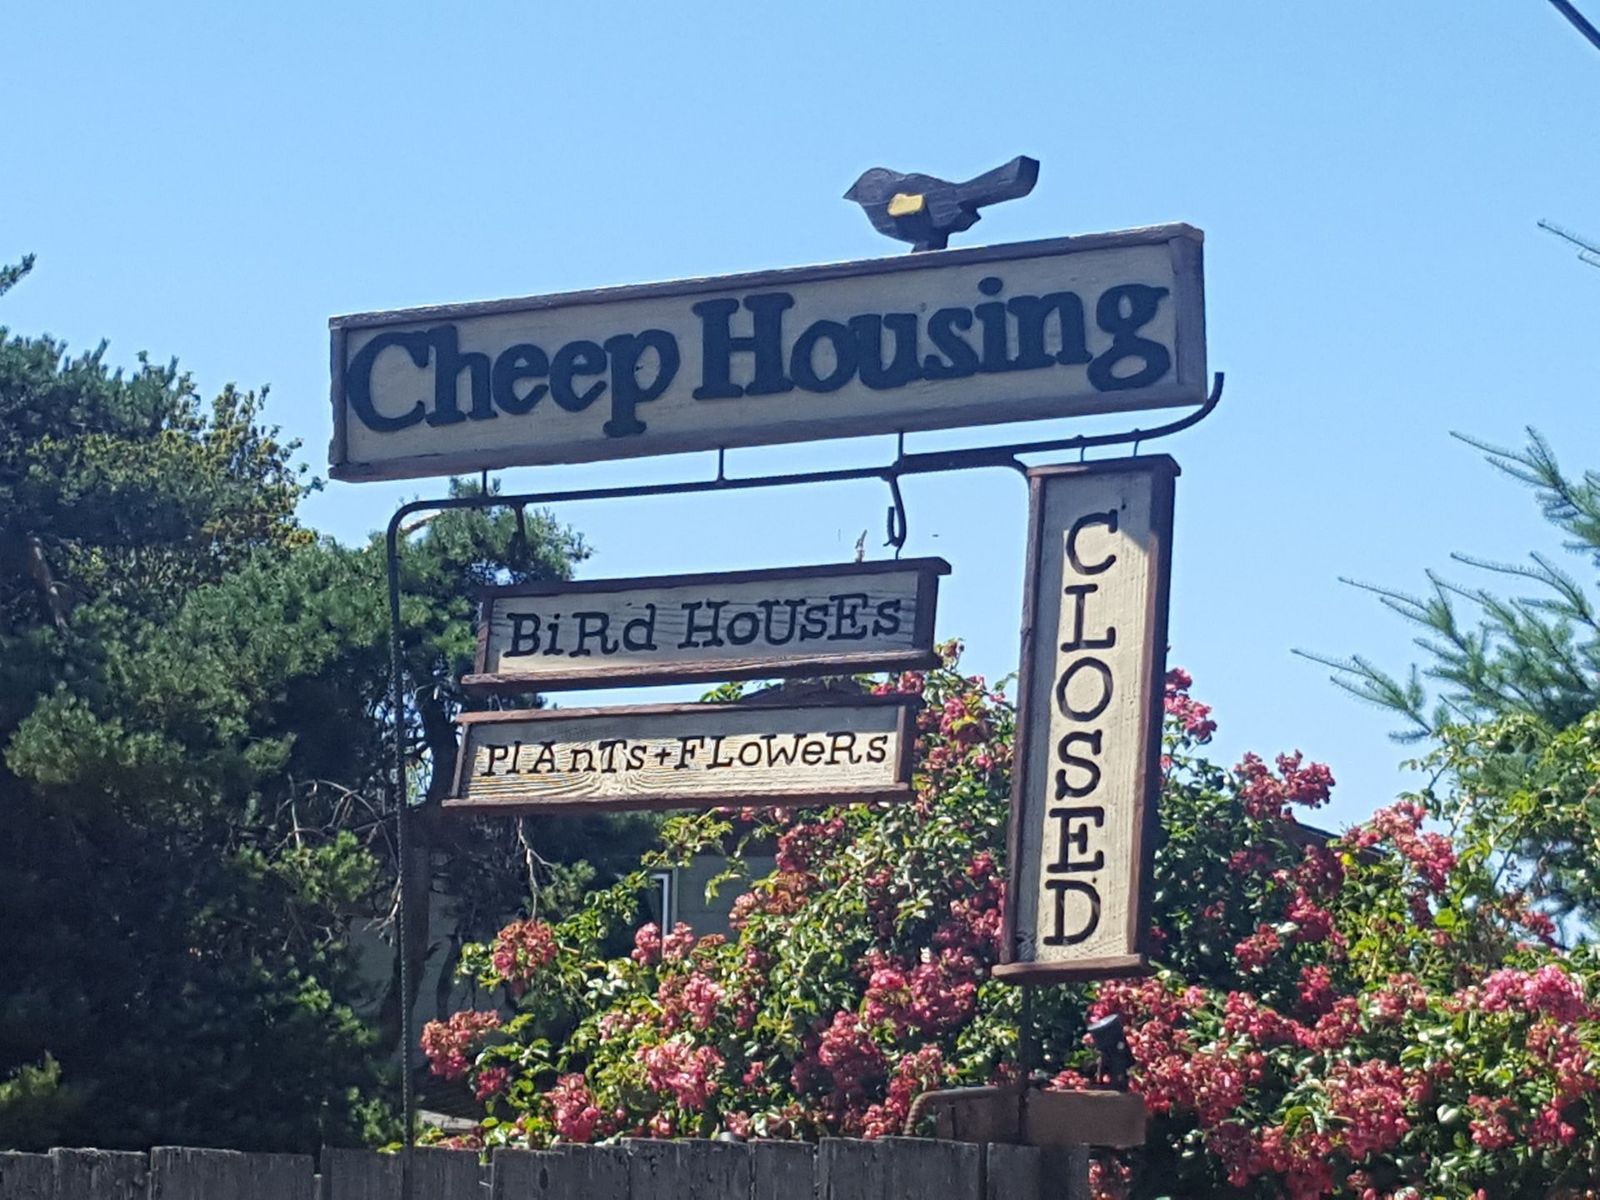 Cheep Housing
BiRd HoUsEs
PlAnTs+FLoWeRs
CLOSED